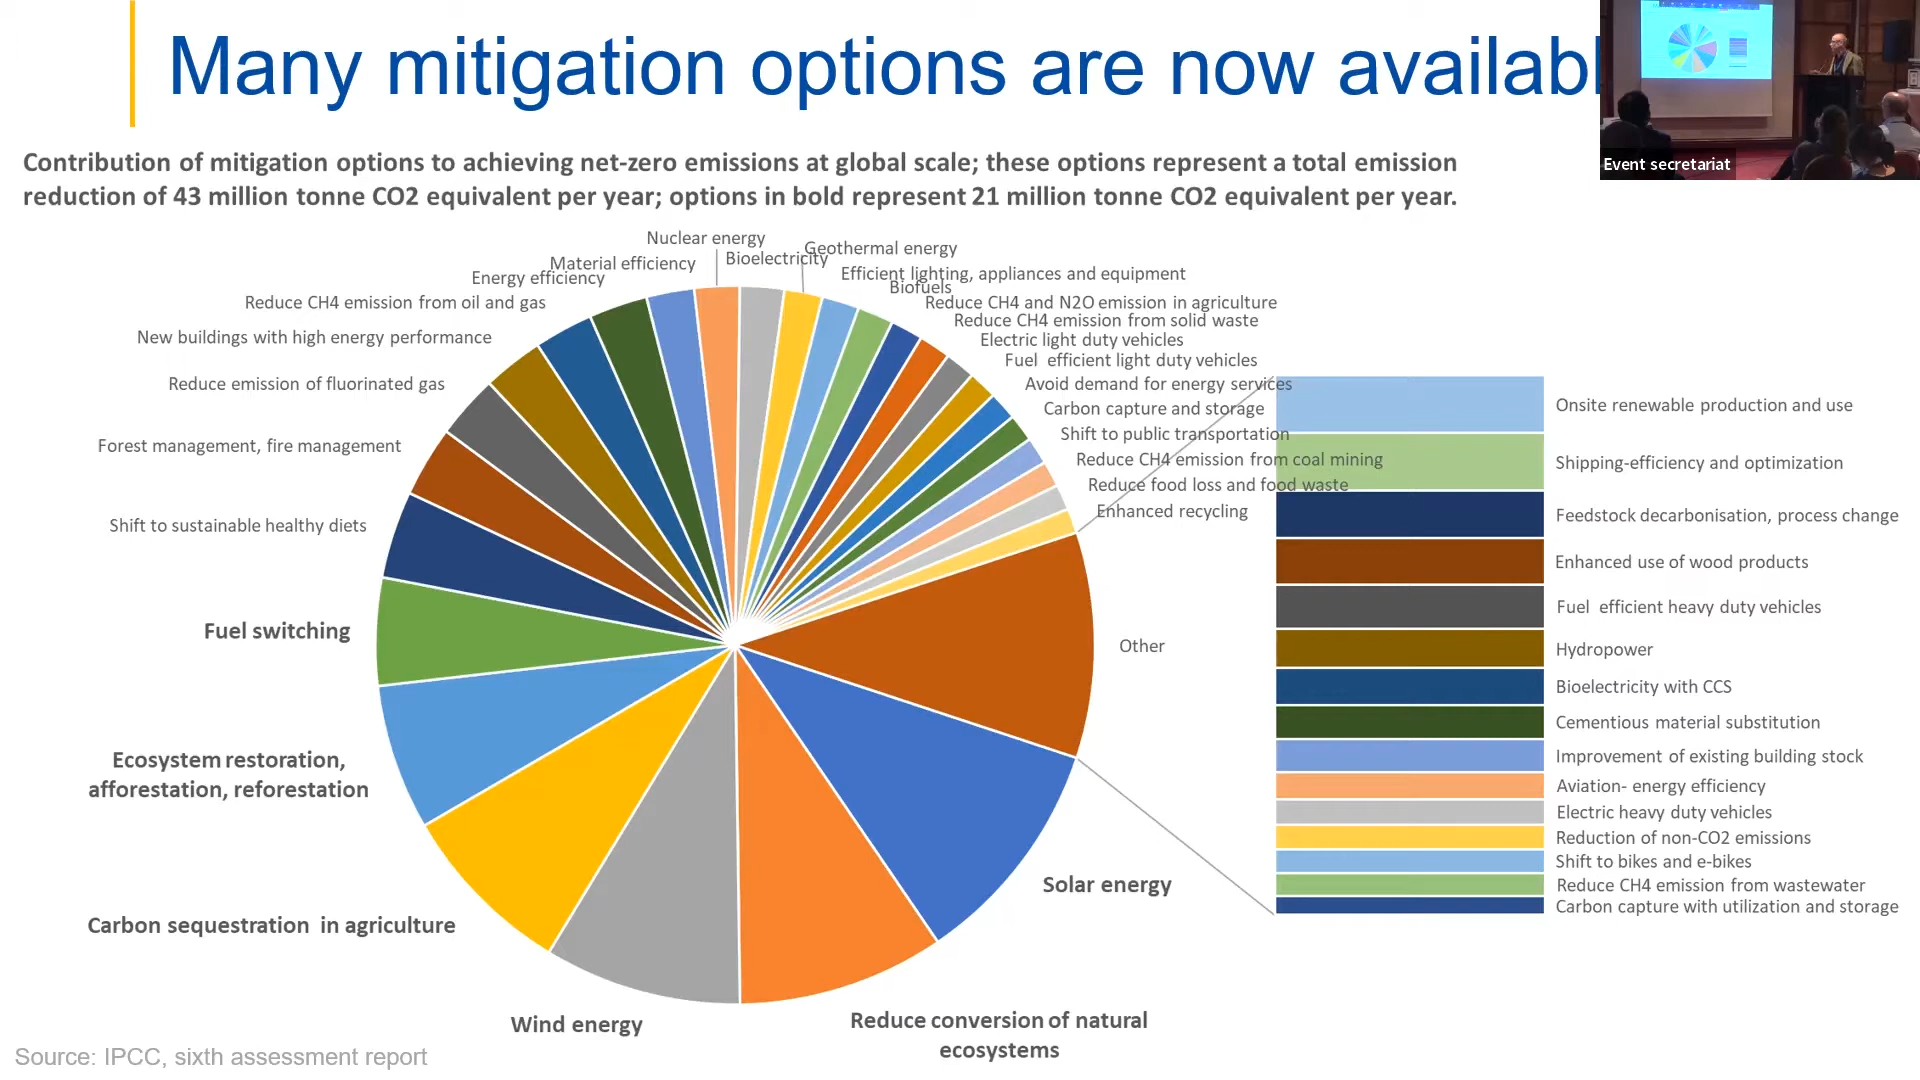 Many mitigation options are now availabl
Event secretariat
Contribution of mitigation options to achieving net-zero emissions at global scale; these options represent a total emission
reduction of 43 million tonne CO2 equivalent per year; options in bold represent 21 million tonne CO2 equivalent per year.
Nuclear energy
Geothermal energy
Bioelectricity
Material efficiency
Efficient lighting, appliances and equipment
Energy efficiency
Biofuels
Reduce CH4 emission from oil and gas
Reduce CH4 and N2O emission in agriculture
Reduce CH4 emission from solid waste
New buildings with high energy performance
Electric light duty vehicles
Fuel efficient light duty vehicles
Reduce emission of fluorinated gas
Avoid demand for energy services
Carbon capture and storage
Shift to public transportation
Forest management, fire management
Reduce CH4 emission from coal mining
Reduce food loss and food waste
Enhanced recycling
Shift to sustainable healthy diets
Fuel switching
Other
Ecosystem restoration,
afforestation, reforestation
Solar energy
Carbon sequestration in agriculture
Wind energy
Reduce conversion of natural
ecosystems
Onsite renewable production and use
Shipping-efficiency and optimization
Feedstock decarbonisation, process change
Enhanced use of wood products
Fuel efficient heavy duty vehicles
Hydropower
Bioelectricity with CCS
Cementious material substitution
Improvement of existing building stock
Aviation- energy efficiency
Electric heavy duty vehicles
Reduction of non-CO2 emissions
Shift to bikes and e-bikes
Reduce CH4 emission from wastewater
Carbon capture with utilization and storage
Source: IPCC, sixth assessment report